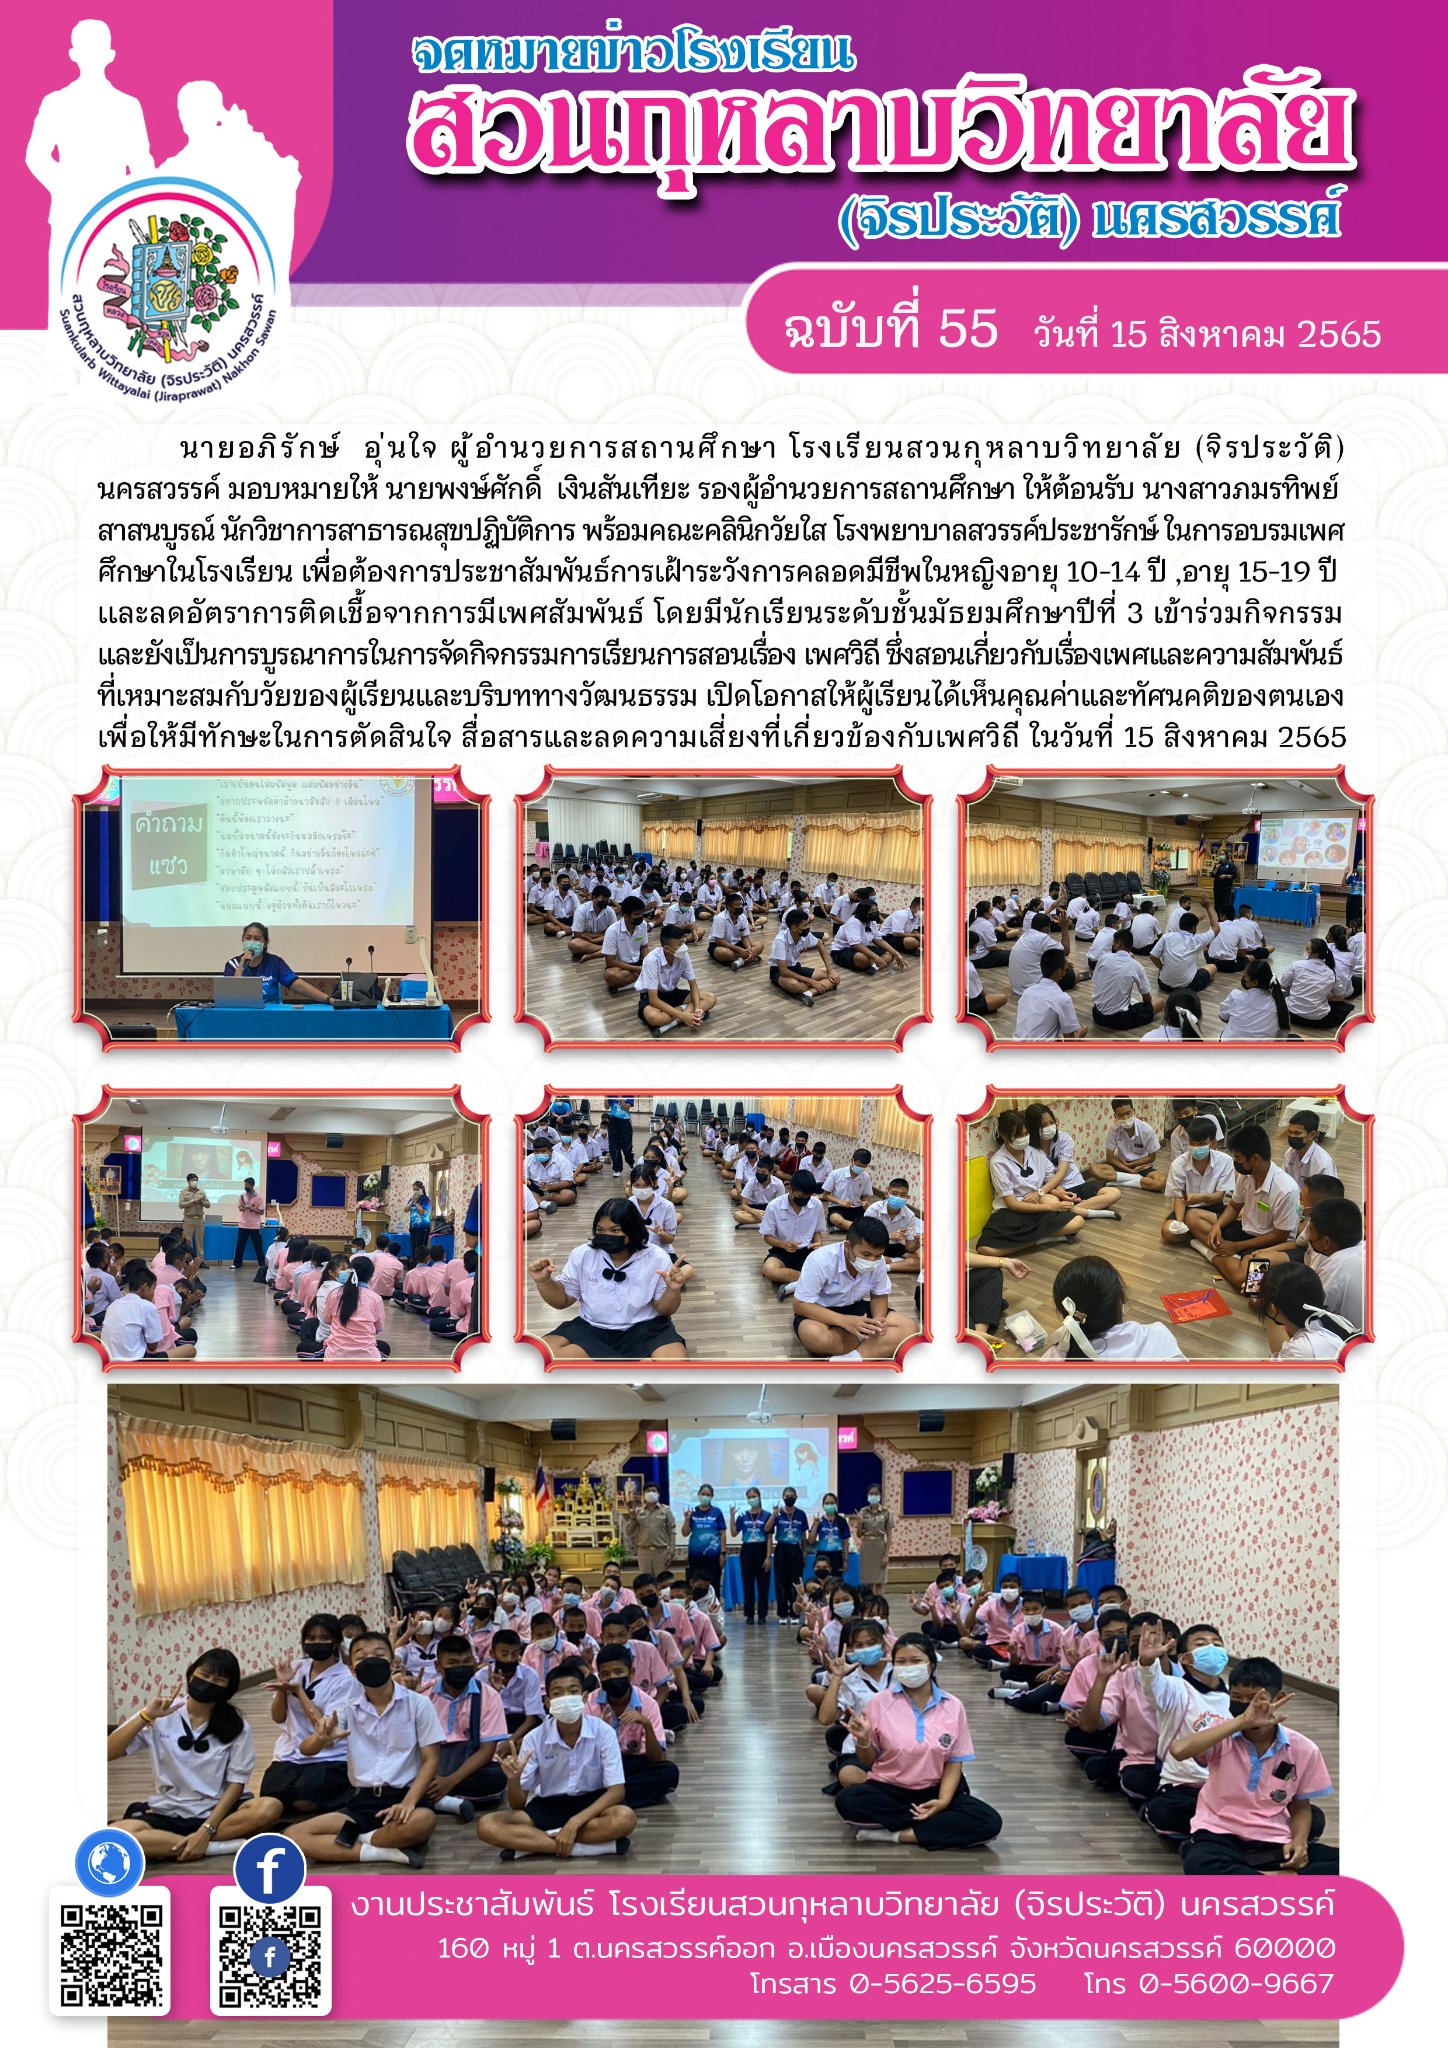 จดหมายข่าวโรงเรียน
สวนกุหลาบวิทยาลัย
(จิรประวัติ) นครสวรรค์
ฉบับที่ 55 วันที่ 15 สิงหาคม 2565
โรงเรียน
หลวง
สวนกุหลาบวิทยาลัย (จิรประวัติ) นครสวรรค์
Suankularb Wittayalai (Jiraprawat) Nakhon Sawan
นายอภิรักษ์ อุ่นใจ ผู้อำนวยการสถานศึกษา โรงเรียนสวนกุหลาบวิทยาลัย (จิรประวัติ)
นครสวรรค์ มอบหมายให้ นายพงษ์ศักดิ์ เงินสันเทียะ รองผู้อำนวยการสถานศึกษา ให้ต้อนรับ นางสาวภมรทิพย์
สาสนบูรณ์ นักวิชาการสาธารณสุขปฏิบัติการ พร้อมคณะคลินิกวัยใส โรงพยาบาลสวรรค์ประชารักษ์ ในการอบรมเพศ
ศึกษาในโรงเรียน เพื่อต้องการประชาสัมพันธ์การเฝ้าระวังการคลอดมีชีพในหญิงอายุ 10-14 ปี ,อายุ 15-19 ปี
และลดอัตราการติดเชื้อจากการมีเพศสัมพันธ์ โดยมีนักเรียนระดับชั้นมัธยมศึกษาปีที่ 3 เข้าร่วมกิจกรรม
และยังเป็นการบูรณาการในการจัดกิจกรรมการเรียนการสอนเรื่อง เพศวิถี ซึ่งสอนเกี่ยวกับเรื่องเพศและความสัมพันธ์
ที่เหมาะสมกับวัยของผู้เรียนและบริบททางวัฒนธรรม เปิดโอกาสให้ผู้เรียนได้เห็นคุณค่าและทัศนคติของตนเอง
เพื่อให้มีทักษะในการตัดสินใจ สื่อสารและลดความเสี่ยงที่เกี่ยวข้องกับเพศวิถี ในวันที่ 15 สิงหาคม 2565
คำถาม
แซว
งานประชาสัมพันธ์ โรงเรียนสวนกุหลาบวิทยาลัย (จิรประวัติ) นครสวรรค์
160 หมู่ 1 ต.นครสวรรค์ออก อ.เมืองนครสวรรค์ จังหวัดนครสวรรค์ 60000
โทรสาร 0-5625-6595 โทร 0-5600-9667